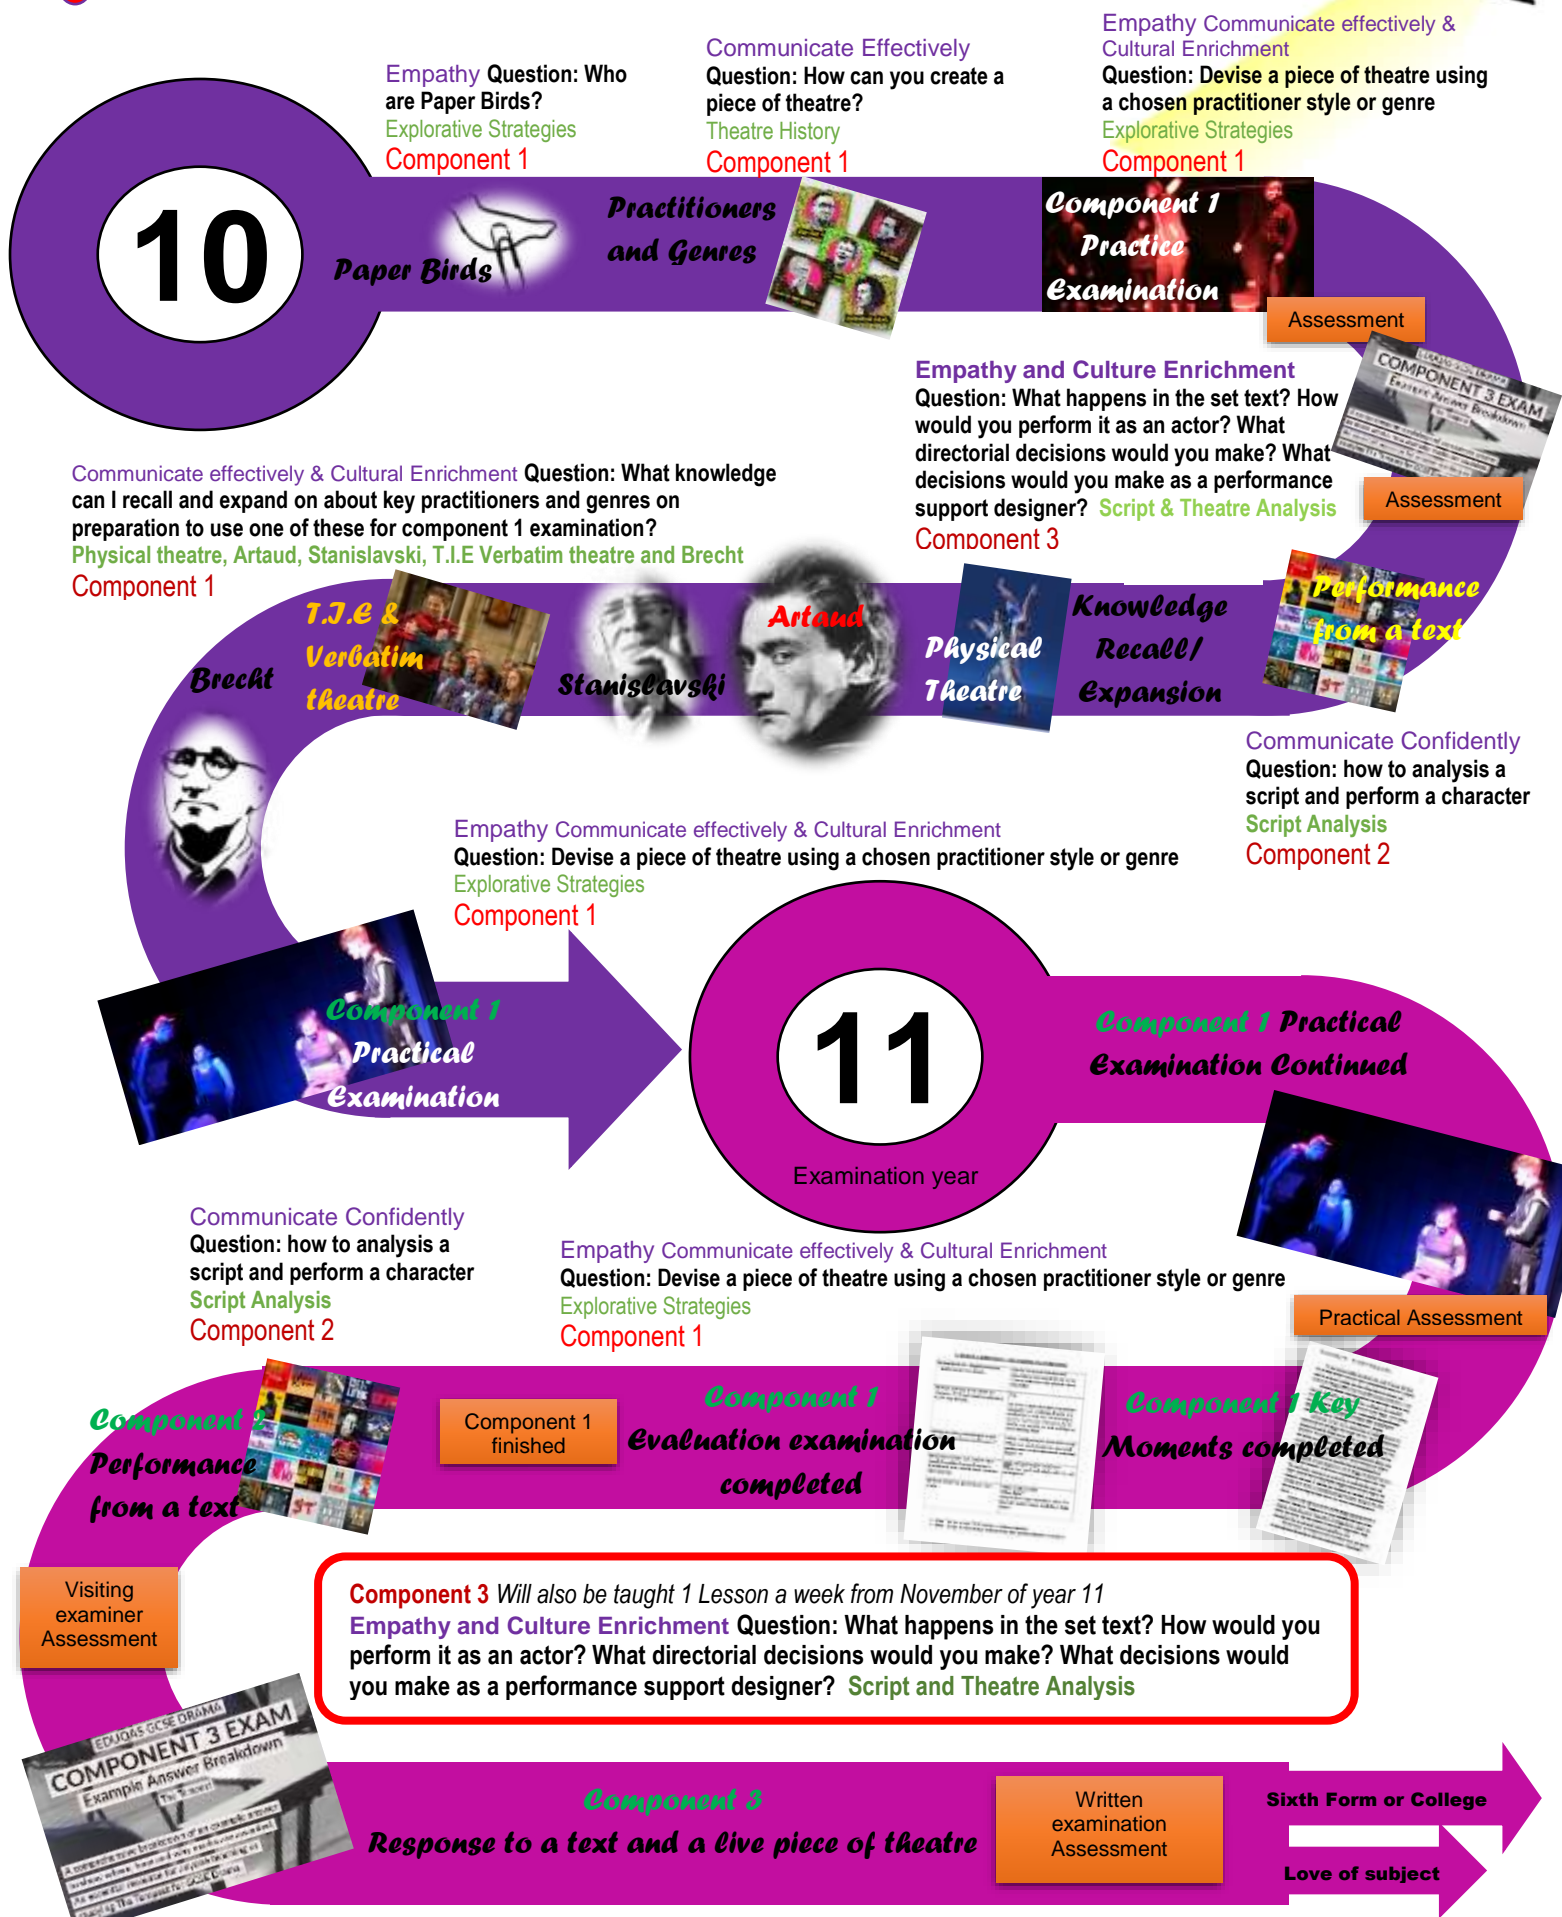 Empathy Question: Who
are Paper Birds?
Explorative Strategies
Component 1
Communicate Effectively
Question: How can you create a
piece of theatre?
Theatre History
Component 1
Empathy Communicate effectively &
Cultural Enrichment
Question: Devise a piece of theatre using
a chosen practitioner style or genre
Explorative Strategies
Component 1
10
Paper Birds
Practitioners
and Genres
Component 1
Practice
Examination
Assessment
COMPONENT 3 EXAM
Example Answer Breakdown
Assessment
Empathy and Culture Enrichment
Question: What happens in the set text? How
would you perform it as an actor? What
directorial decisions would you make? What
decisions would you make as a performance
support designer? Script & Theatre Analysis
Component 3
Communicate effectively & Cultural Enrichment Question: What knowledge
can I recall and expand on about key practitioners and genres on
preparation to use one of these for component 1 examination?
Physical theatre, Artaud, Stanislavski, T.I.E Verbatim theatre and Brecht
Component 1
Performance
from a text
Knowledge
Recall/
Expansion
Physical
Theatre
Artaud
Stanislavski
T.I.E &
Verbatim
theatre
Brecht
Communicate Confidently
Question: how to analysis a
script and perform a character
Script Analysis
Component 2
Empathy Communicate effectively & Cultural Enrichment
Question: Devise a piece of theatre using a chosen practitioner style or genre
Explorative Strategies
Component 1
Component 1
Practical
Examination
11
Examination year
Component 1 Practical
Examination Continued
Practical Assessment
Communicate Confidently
Question: how to analysis a
script and perform a character
Script Analysis
Component 2
Empathy Communicate effectively & Cultural Enrichment
Question: Devise a piece of theatre using a chosen practitioner style or genre
Explorative Strategies
Component 1
Component 1 Key
Moments completed
Component 1
Evaluation examination
completed
Component 1
finished
Component 2
Performance
from a text
Visiting
examiner
Assessment
Component 3 Will also be taught 1 Lesson a week from November of year 11
Empathy and Culture Enrichment Question: What happens in the set text? How would you
perform it as an actor? What directorial decisions would you make? What decisions would
you make as a performance support designer? Script and Theatre Analysis
EDUQAS GCSE DRAMA
COMPONENT 3 EXAM
Example Answer Breakdown
The Tempest
Component 3
Response to a text and a live piece of theatre
Written
examination
Assessment
Sixth Form or College
Love of subject